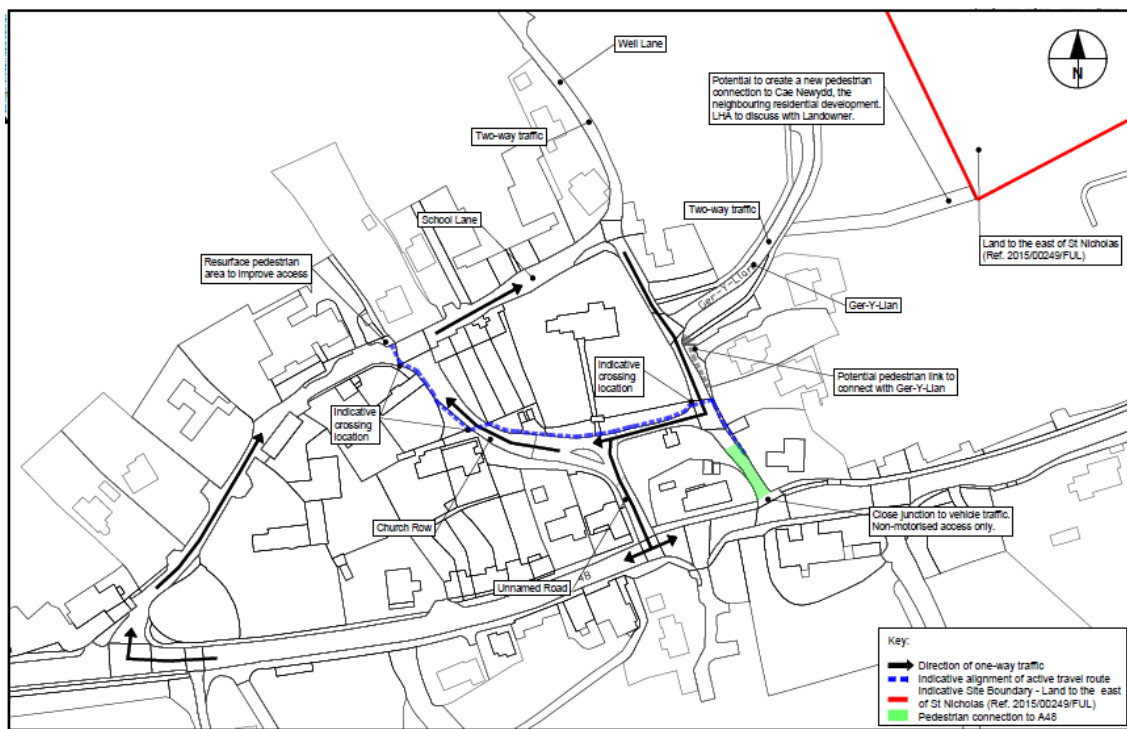 Well Lane
Potential to create a new pedestrian
connection to Cae Newydd, the
neighbouring residential development.
LHA to discuss with Landowner.
N
Two-way traffic
School Lane
Two-way traffic
Resurface pedestrian
area to improve access
Land to the east of St Nicholas
(Ref. 2015/00249/FUL)
Ger-Y-Llan
Ger-Y-Llan
Indicative
crossing
location
Potential pedestrian link to
connect with Ger-Y-Llan
Indicative
crossing
location
Church Row
Close junction to vehicle traffic.
Non-motorised access only.
Unnamed Road
48
Key:
Direction of one-way traffic
Indicative alignment of active travel route
Indicative Site Boundary - Land to the east
of St Nicholas (Ref. 2015/00249/FUL)
Pedestrian connection to A48